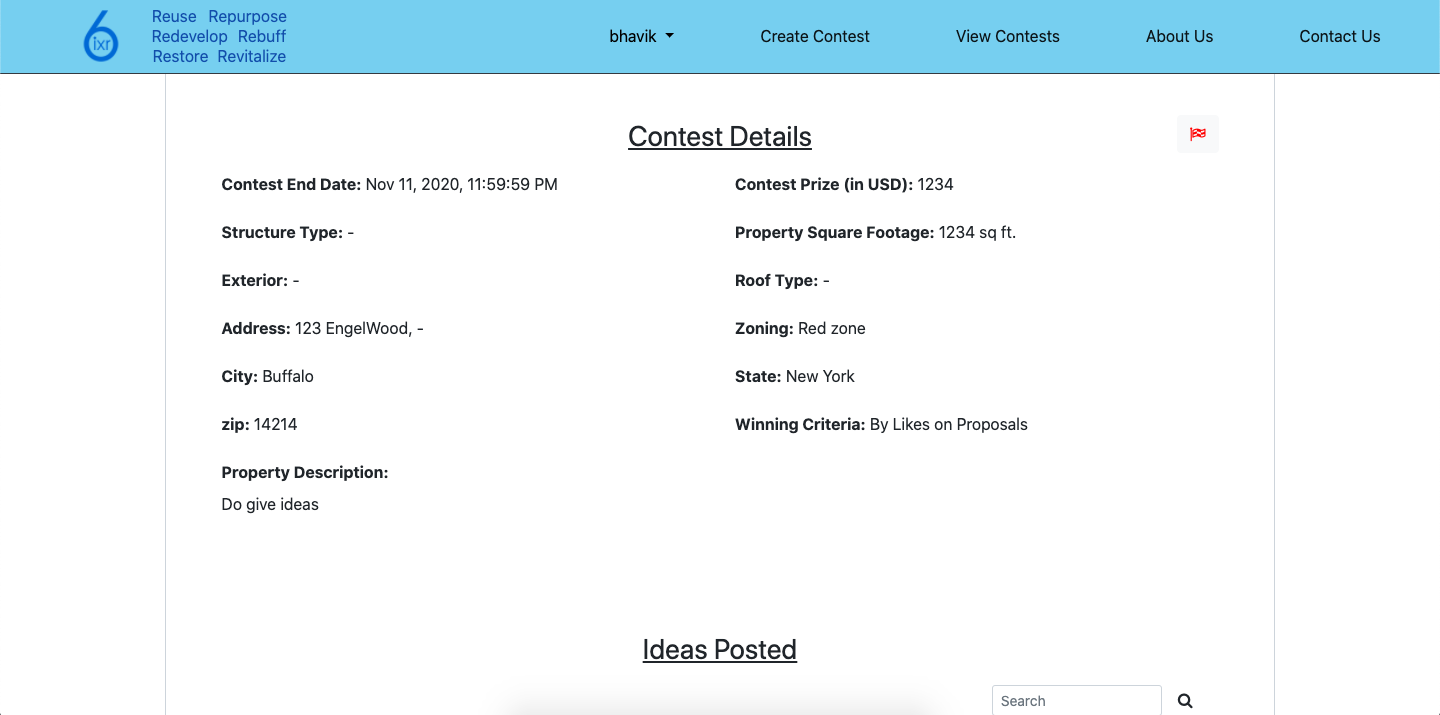 6ixr
Reuse Repurpose
Redevelop Rebuff
Restore Revitalize
bhavik
Create Contest
View Contests
About Us
Contact Us
Contest Details
Contest End Date: Nov 11, 2020, 11:59:59 PM
Contest Prize (in USD): 1234
Structure Type: -
Property Square Footage: 1234 sq ft.
Exterior: -
Roof Type: -
Address: 123 EngelWood, -
Zoning: Red zone
City: Buffalo
State: New York
zip: 14214
Winning Criteria: By Likes on Proposals
Property Description:
Do give ideas
Ideas Posted
Search